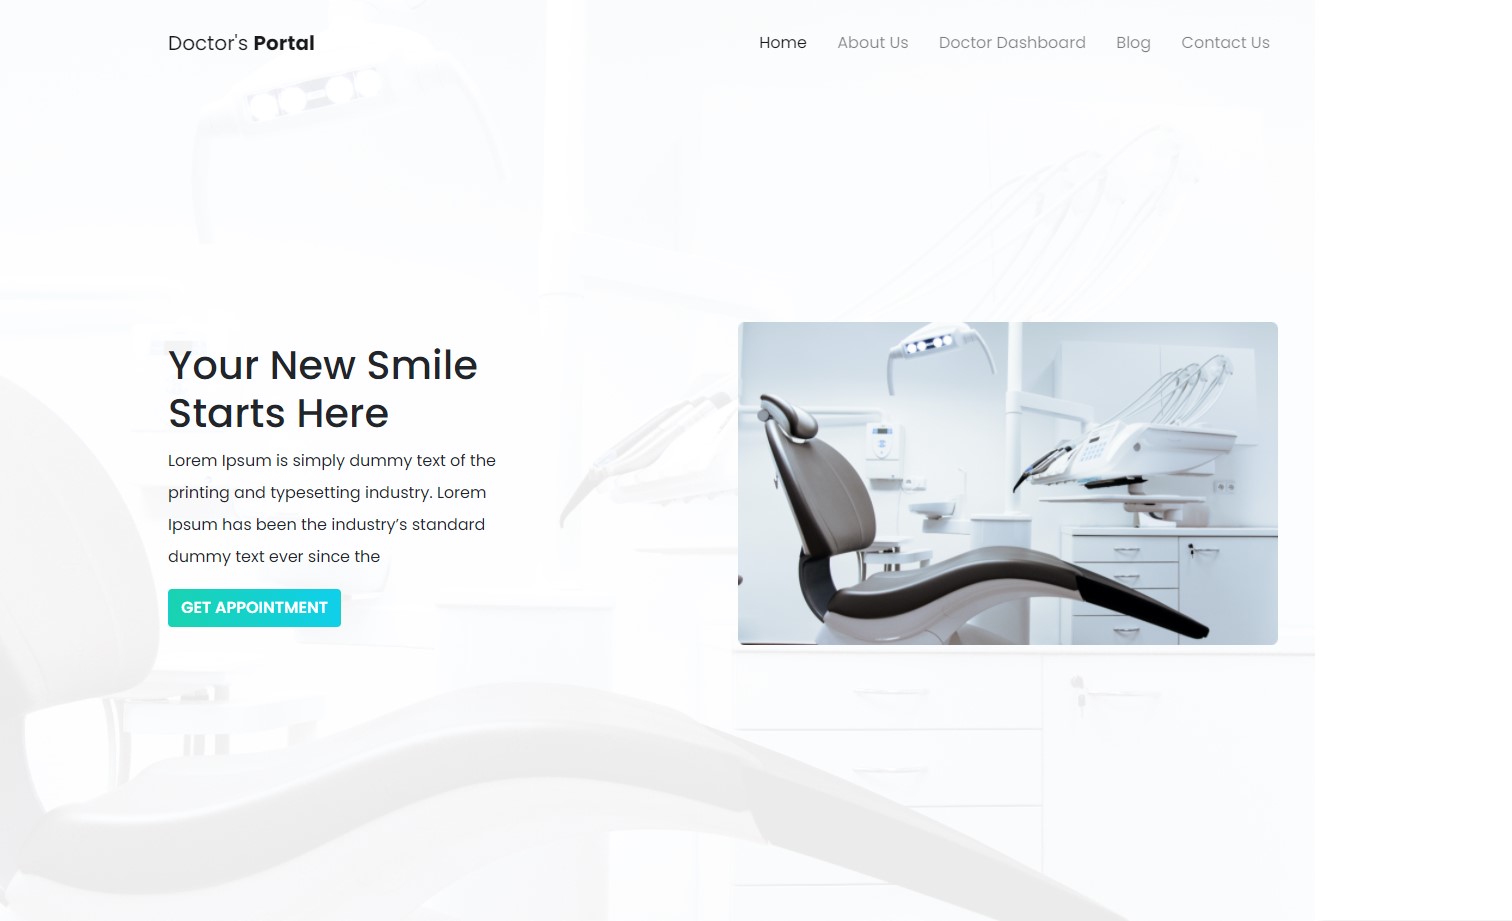 Doctor's Portal
Home About Us Doctor Dashboard Blog Contact Us
Your New Smile
Starts Here
Lorem Ipsum is simply dummy text of the
printing and typesetting industry. Lorem
Ipsum has been the industry’s standard
dummy text ever since the
GET APPOINTMENT